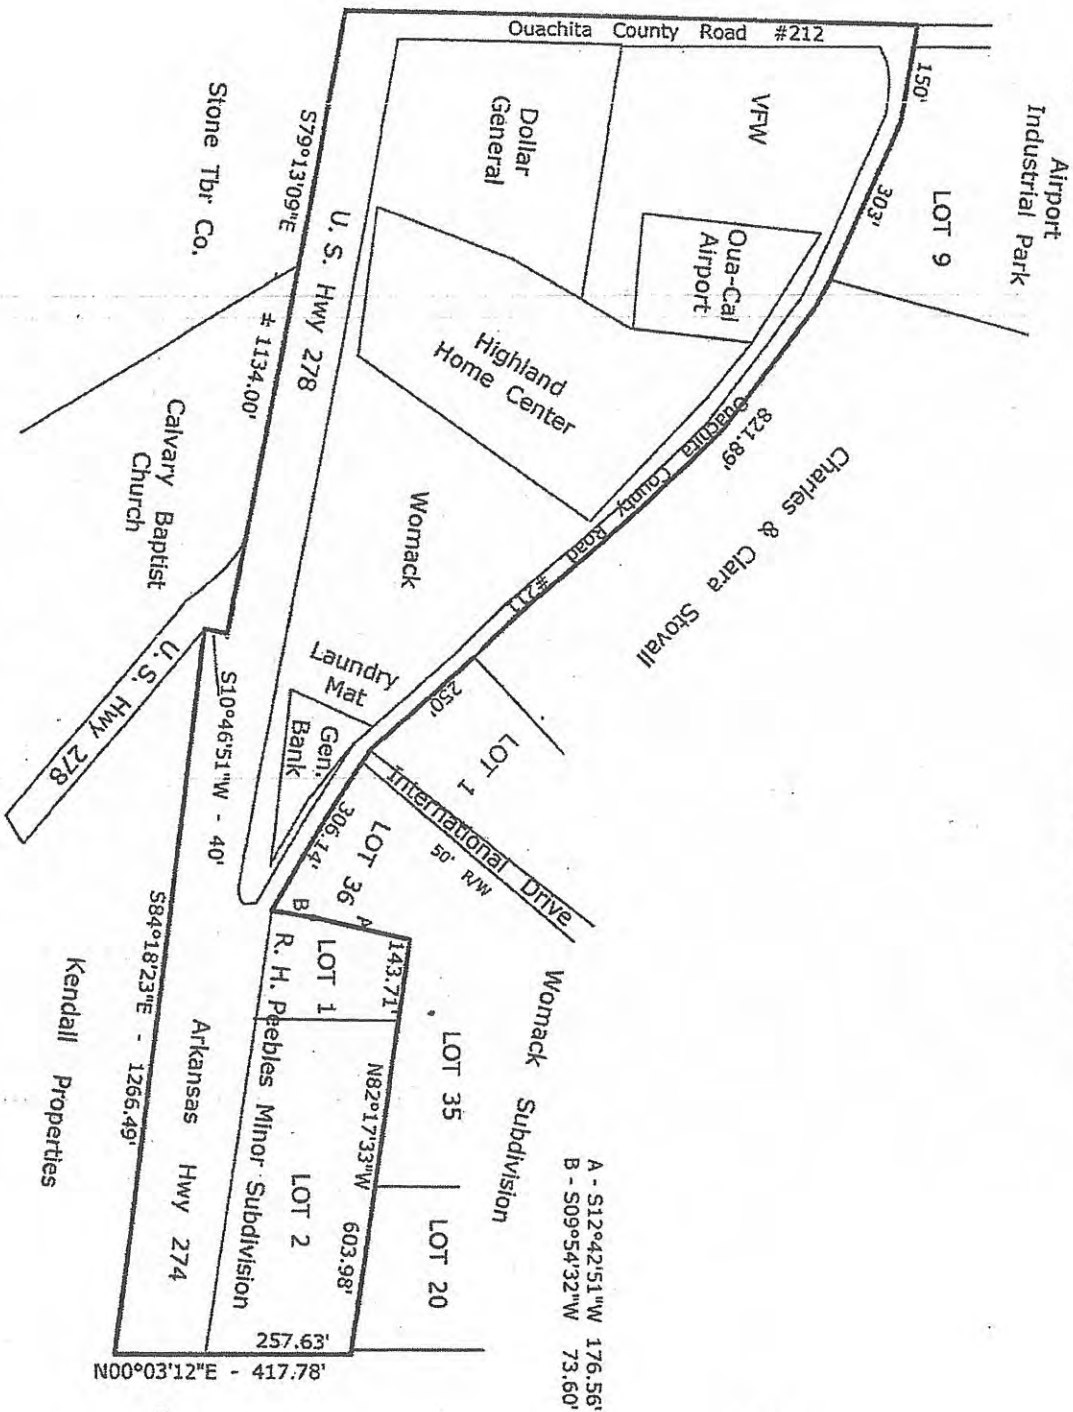 Ouachita County Road #212
150'
Airport
Industrial Park
LOT 9
303'
VFW
Dollar
General
Oua-Cal
Airport
Stone Tbr Co.
S79°13'09"E
# 1134.00'
U. S. Hwy 278
Highland
Home Center
821.89'
Ouachita County Road #211
Charles & Clara Stovall
Calvary Baptist
Church
Womack
Laundry
Mat
Gen.
Bank
250'
LOT 1
International Drive
50' R/W
306.14'
LOT 36
A
B
U. S. Hwy 278
S10°46'51"W - 40'
143.71'
LOT 1
R. H. Peebles Minor Subdivision
LOT 35
Womack Subdivision
N82°17'33"W 603.98'
LOT 2
LOT 20
A - S12°42'51"W 176.56'
B - S09°54'32"W 73.60'
S84°18'23"E - 1266.49'
Arkansas Hwy 274
Kendall Properties
257.63'
N00°03'12"E - 417.78'